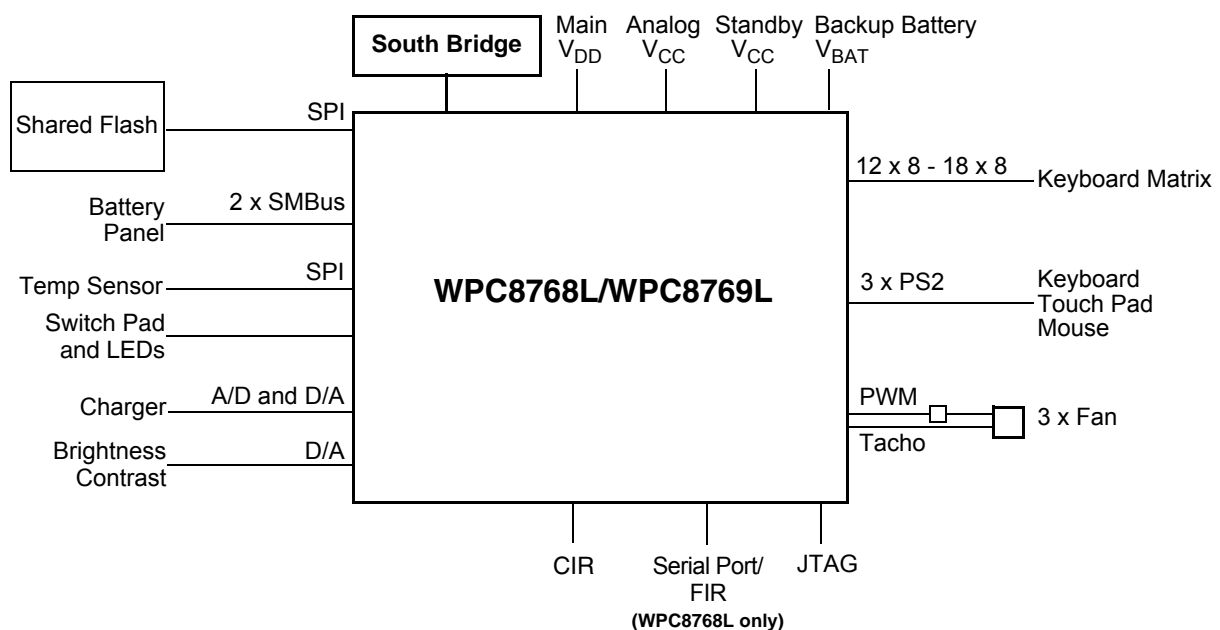 South Bridge
Main
VDD
Analog
VCC
Standby
VCC
Backup Battery
VBAT
Shared Flash
SPI
Battery
Panel
2 x SMBus
Temp Sensor
SPI
Switch Pad
and LEDs
Charger
A/D and D/A
Brightness
Contrast
D/A
WPC8768L/WPC8769L
12 x 8 - 18 x 8
Keyboard Matrix
3 x PS2
Keyboard
Touch Pad
Mouse
PWM
Tacho
3 x Fan
CIR
Serial Port/
FIR
(WPC8768L only)
JTAG